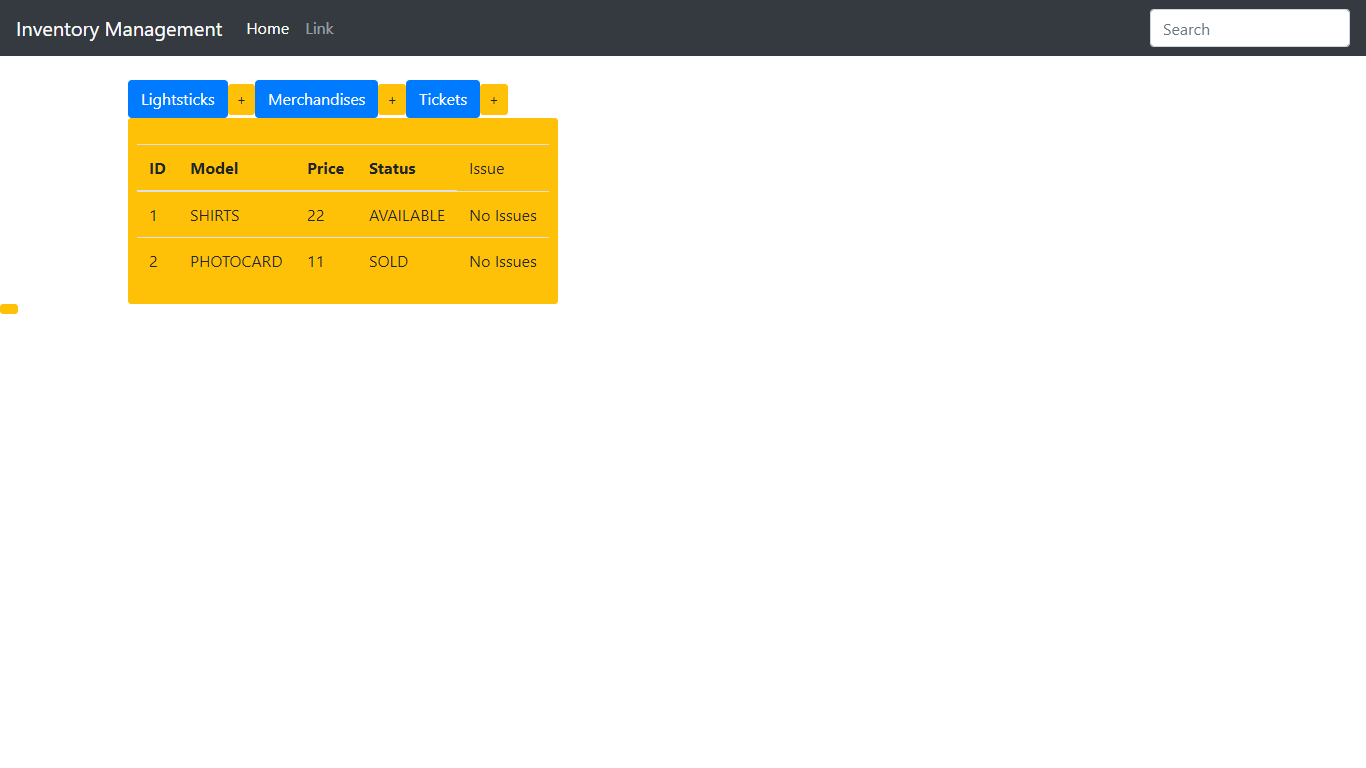 Inventory Management Home Link Search
Lightsticks + Merchandises + Tickets +
ID Model Price Status Issue
1 SHIRTS 22 AVAILABLE No Issues
2 PHOTOCARD 11 SOLD No Issues